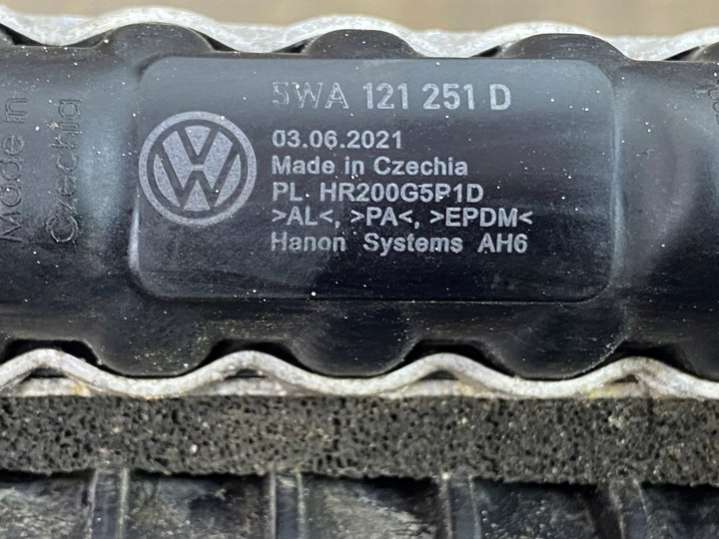 5WA 121 251 D
03.06.2021
Made in Czechia
PL. HR200G5P1D
>AL<, >PA<, >EPDM<
Hanon Systems AH6
Made in
Czechia